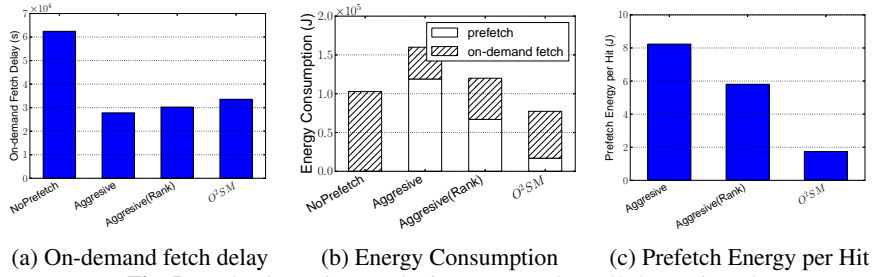 7 ×10⁴
6
5
4
3
2
1
0
On-demand Fetch Delay (s)
NoPrefetch
Aggresive
Aggresive(Rank)
O²SM
(a) On-demand fetch delay
2.0 ×10⁵
1.5
1.0
0.5
0.0
Energy Consumption (J)
prefetch
on-demand fetch
NoPrefetch
Aggresive
Aggresive(Rank)
O²SM
(b) Energy Consumption
10
8
6
4
2
0
Prefetch Energy per Hit (J)
Aggresive
Aggresive(Rank)
O²SM
(c) Prefetch Energy per Hit